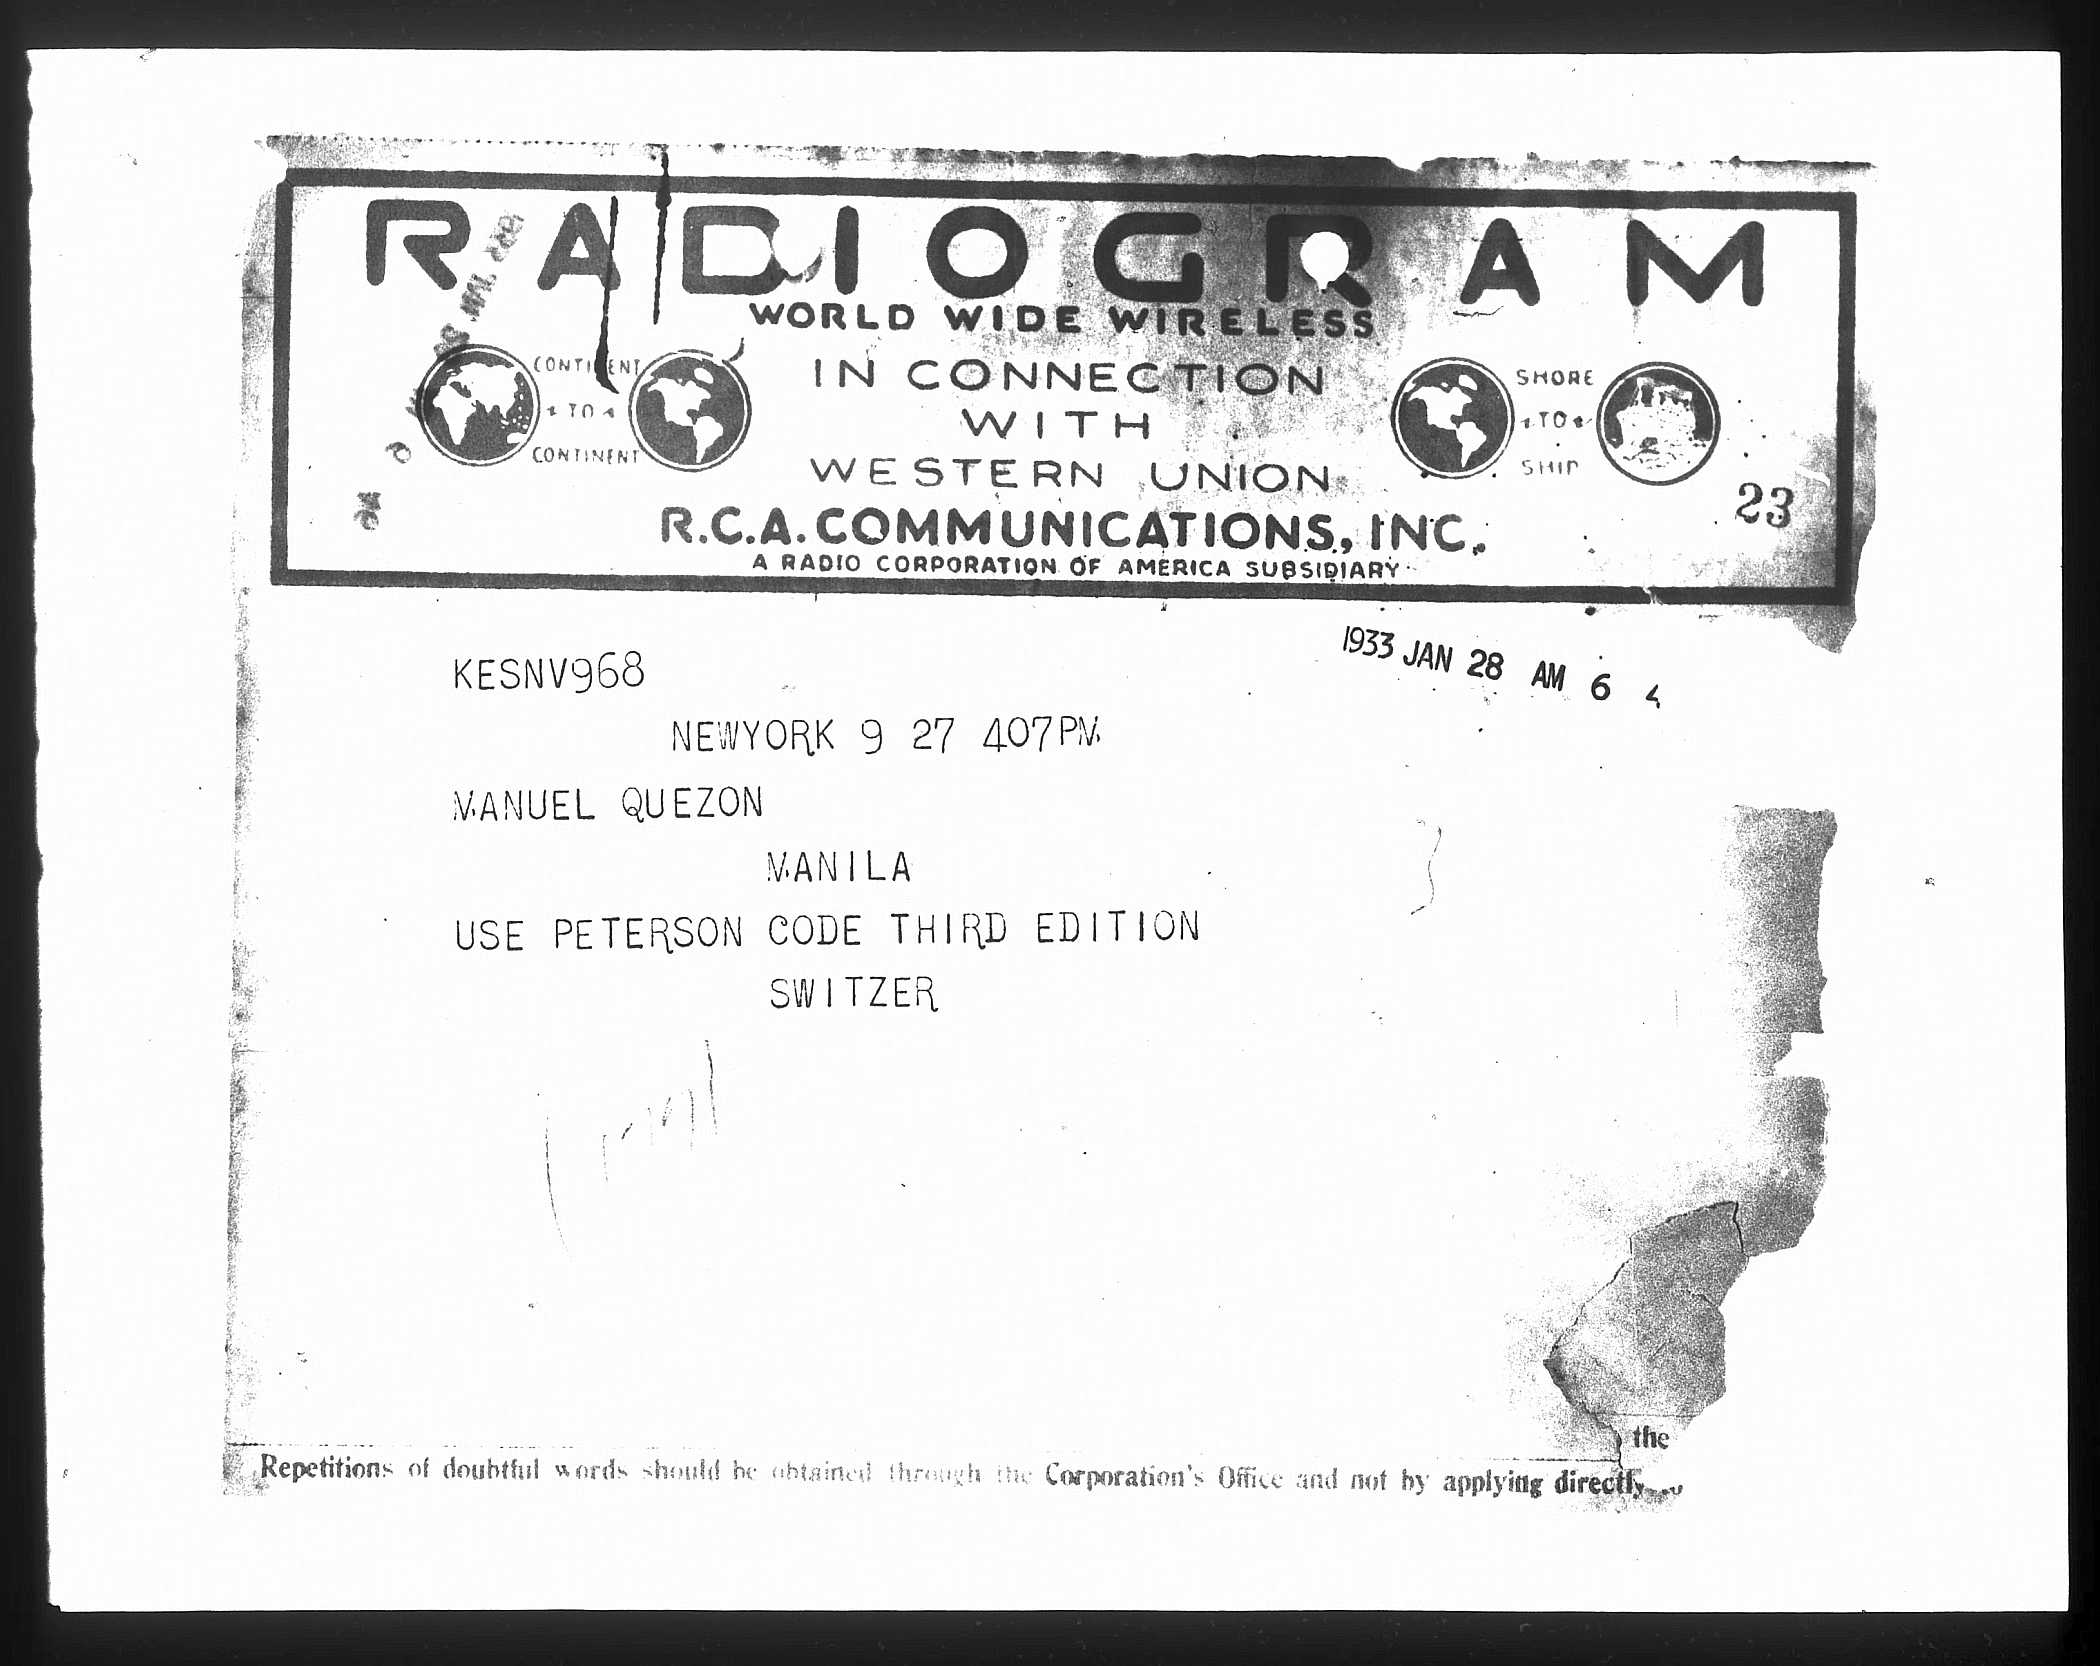 RADIOGRAM
WORLD WIDE WIRELESS
IN CONNECTION
WITH
WESTERN UNION
R.C.A. COMMUNICATIONS, INC.
A RADIO CORPORATION OF AMERICA SUBSIDIARY
CONTINENT
TO
CONTINENT
SHORE
TO
SHIP
23
1933 JAN 28 AM 6 4
KESNV968
NEWYORK 9 27 407PM
MANUEL QUEZON
MANILA
USE PETERSON CODE THIRD EDITION
SWITZER
the
Repetitions of doubtful words should be obtained through the Corporation's Office and not by applying directly